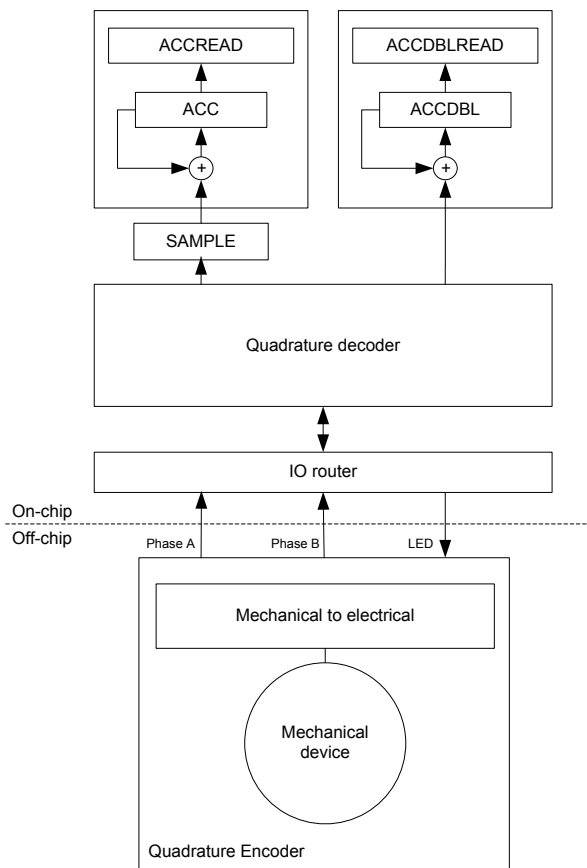 ACCREAD
ACCDBLREAD
ACC
ACCDBL
+
+
SAMPLE
Quadrature decoder
IO router
On-chip
Off-chip
Phase A
Phase B
LED
Mechanical to electrical
Mechanical
device
Quadrature Encoder